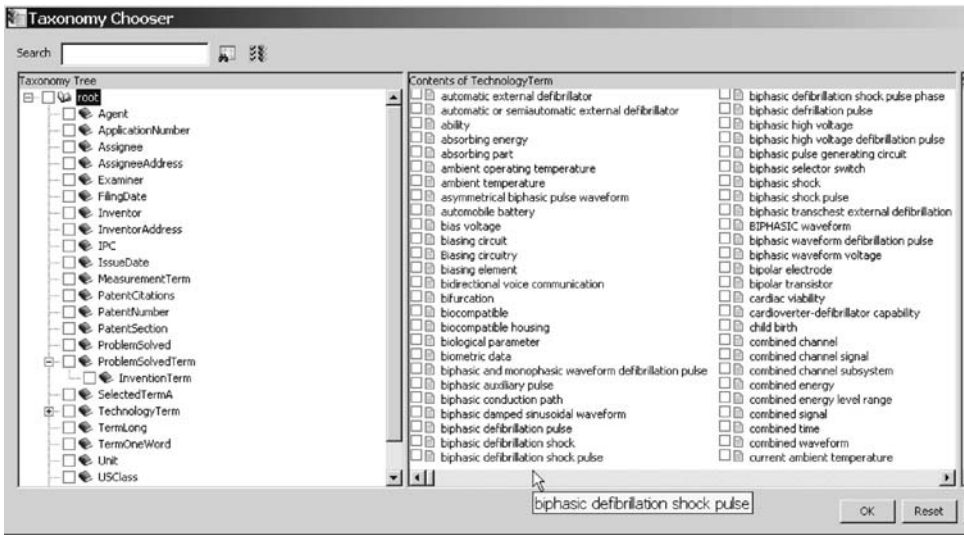 Taxonomy Chooser
Search
Taxonomy Tree
root
Agent
ApplicationNumber
Assignee
AssigneeAddress
Examiner
FilingDate
Inventor
InventorAddress
IPC
IssueDate
MeasurementTerm
PatentCitations
PatentNumber
PatentSection
ProblemSolved
ProblemSolvedTerm
InventionTerm
SelectedTermA
TechnologyTerm
TermLong
TermOneWord
Unit
USClass
Contents of TechnologyTerm
automatic external defibrillator
automatic or semiautomatic external defibrillator
ability
absorbing energy
absorbing part
ambient operating temperature
ambient temperature
asymmetrical biphasic pulse waveform
automobile battery
bias voltage
biasing circuit
Biasing circuitry
biasing element
bidirectional voice communication
bifurcation
biocompatible
biocompatible housing
biological parameter
biometric data
biphasic and monophasic waveform defibrillation pulse
biphasic auxiliary pulse
biphasic conduction path
biphasic damped sinusoidal waveform
biphasic defibrillation pulse
biphasic defibrillation shock
biphasic defibrillation shock pulse
biphasic defibrillation shock pulse phase
biphasic defrillation pulse
biphasic high voltage
biphasic high voltage defibrillation pulse
biphasic pulse generating circuit
biphasic selector switch
biphasic shock
biphasic shock pulse
biphasic transchest external defibrillation
BIPHASIC waveform
biphasic waveform defibrillation pulse
biphasic waveform voltage
bipolar electrode
bipolar transistor
cardiac viability
cardioverter-defibrillator capability
child birth
combined channel
combined channel signal
combined channel subsystem
combined energy
combined energy level range
combined signal
combined time
combined waveform
current ambient temperature
biphasic defibrillation shock pulse
OK
Reset